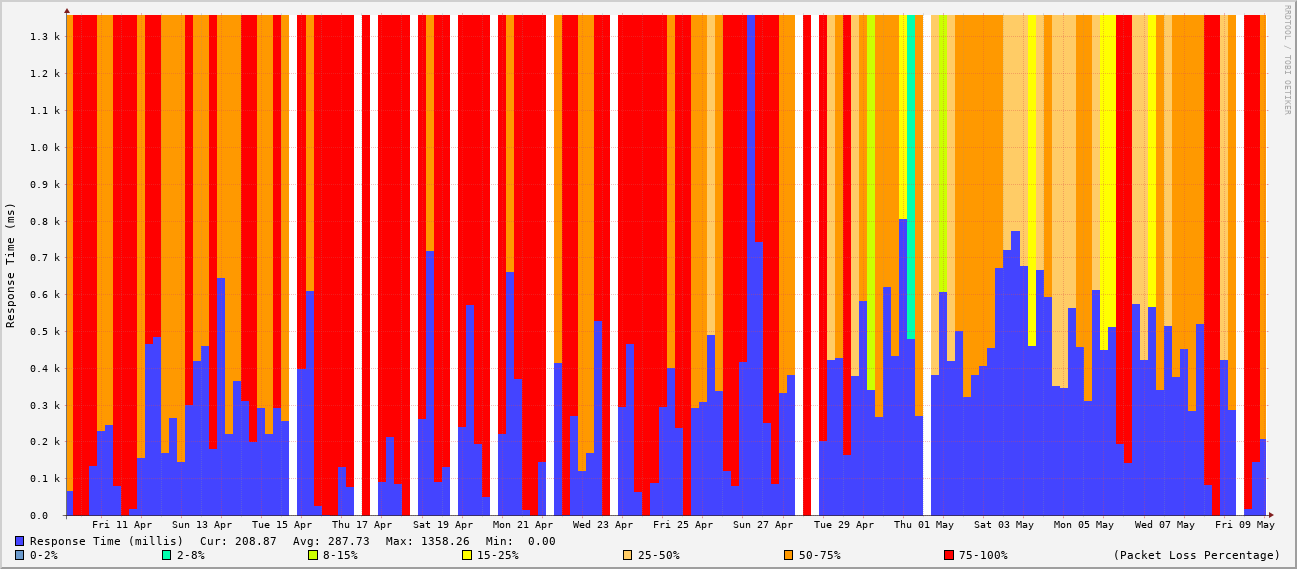 RRDTOOL / TOBI OETIKER
Response Time (ms)
1.3 k
1.2 k
1.1 k
1.0 k
0.9 k
0.8 k
0.7 k
0.6 k
0.5 k
0.4 k
0.3 k
0.2 k
0.1 k
0.0
Fri 11 Apr Sun 13 Apr Tue 15 Apr Thu 17 Apr Sat 19 Apr Mon 21 Apr Wed 23 Apr Fri 25 Apr Sun 27 Apr Tue 29 Apr Thu 01 May Sat 03 May Mon 05 May Wed 07 May Fri 09 May
Response Time (millis) Cur: 208.87 Avg: 287.73 Max: 1358.26 Min: 0.00
0-2% 2-8% 8-15% 15-25% 25-50% 50-75% 75-100% (Packet Loss Percentage)